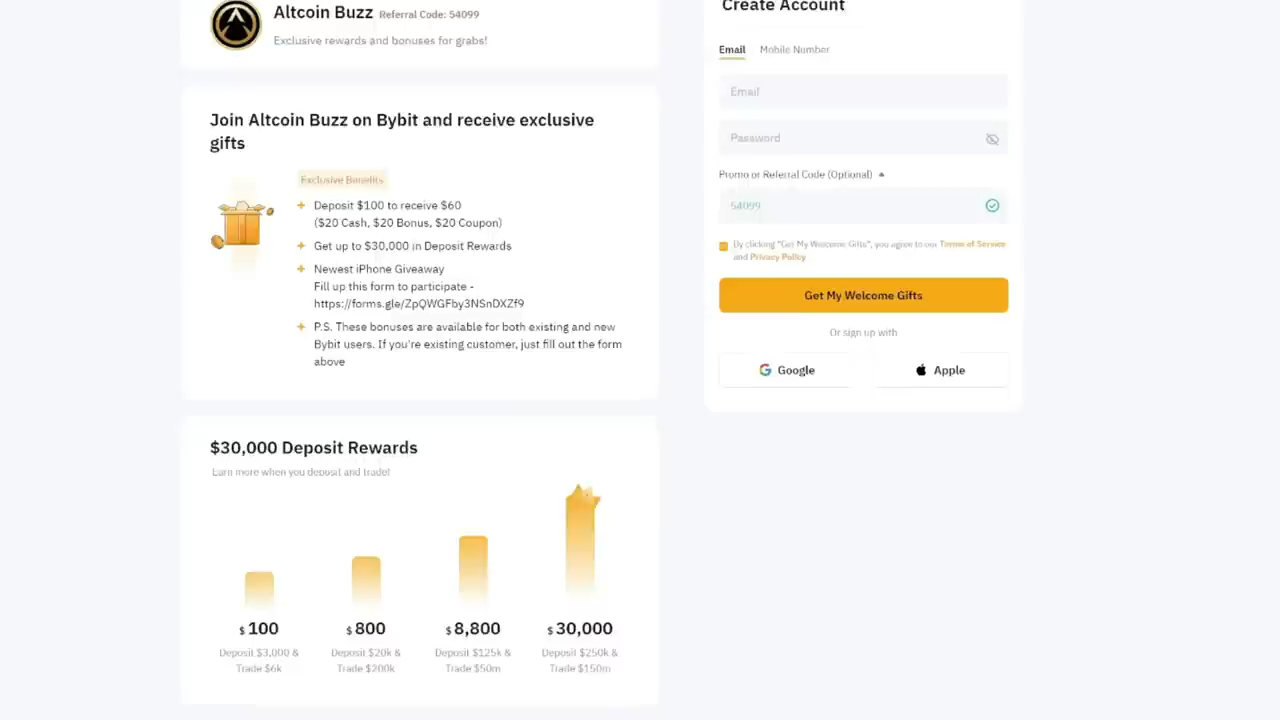 Altcoin Buzz Referral Code: 54099
Exclusive rewards and bonuses for grabs!
Join Altcoin Buzz on Bybit and receive exclusive
gifts
Exclusive Benefits
Deposit $100 to receive $60
($20 Cash, $20 Bonus, $20 Coupon)
Get up to $30,000 in Deposit Rewards
Newest iPhone Giveaway
Fill up this form to participate -
https://forms.gle/ZpQWGFby3NSnDXZf9
P.S. These bonuses are available for both existing and new
Bybit users. If you're existing customer, just fill out the form
above
$30,000 Deposit Rewards
Earn more when you deposit and trade!
$ 100
Deposit $3,000 &
Trade $6k
$ 800
Deposit $20k &
Trade $200k
$ 8,800
Deposit $125k &
Trade $50m
$ 30,000
Deposit $250k &
Trade $150m
Create Account
Email Mobile Number
Email
Password
Promo or Referral Code (Optional)
54099
By clicking "Get My Welcome Gifts", you agree to our Terms of Service
and Privacy Policy
Get My Welcome Gifts
Or sign up with
Google
Apple